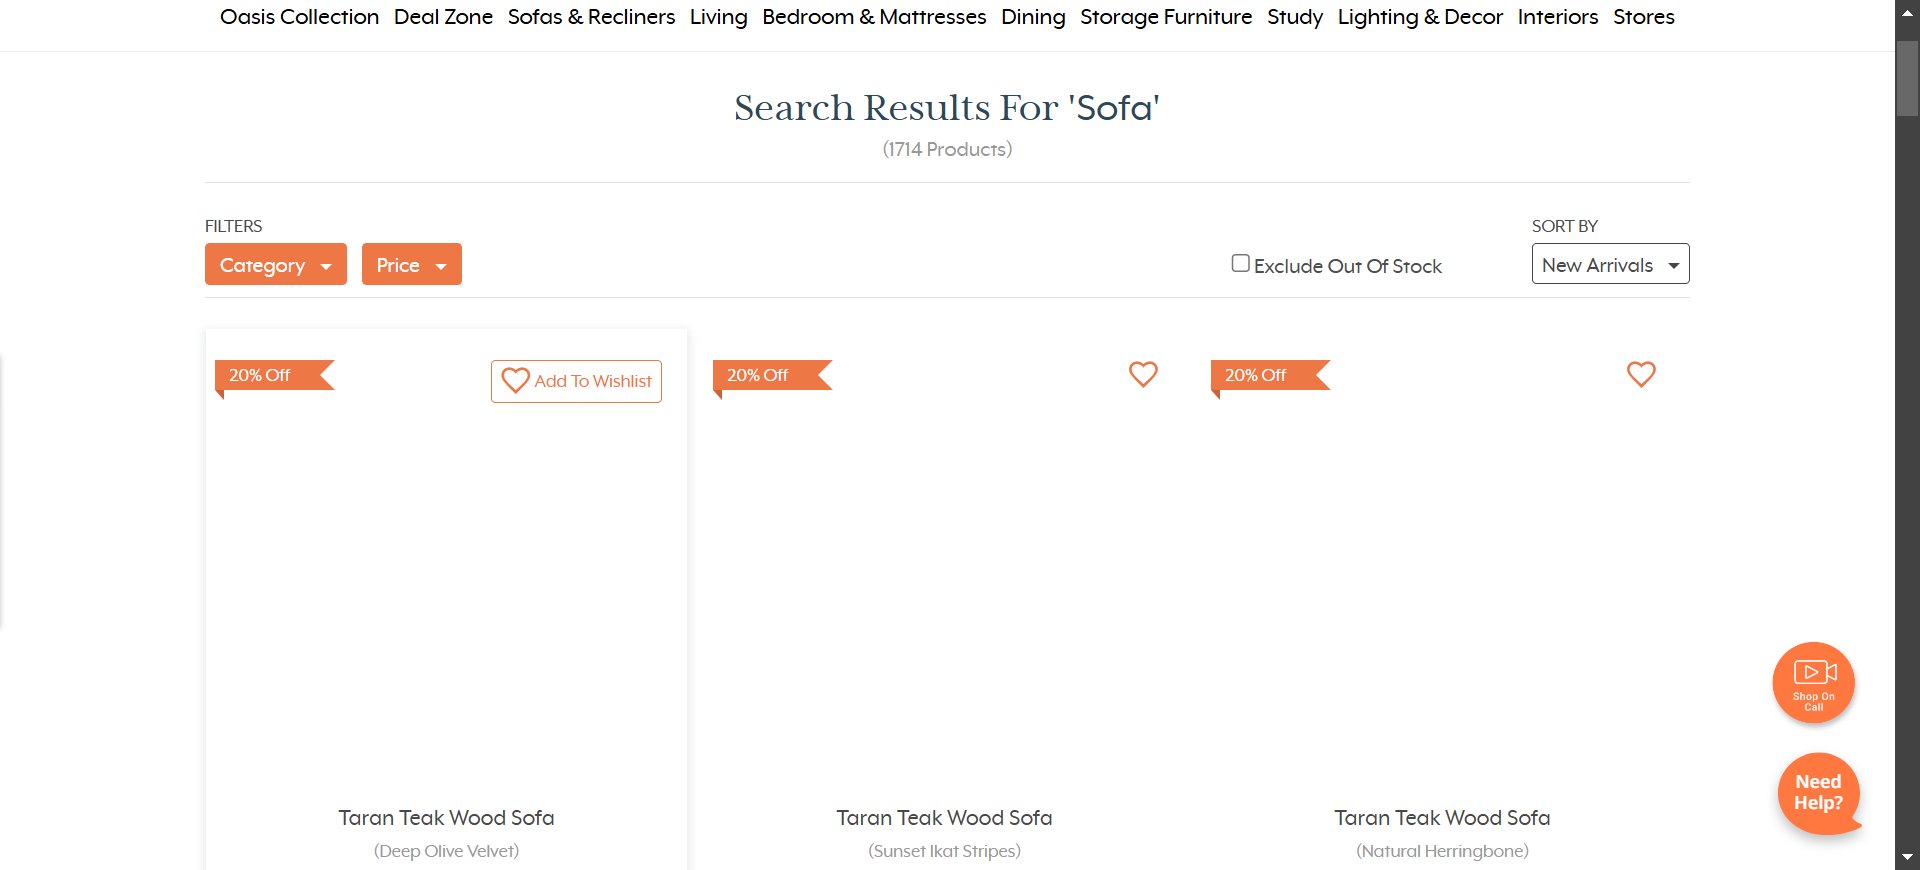 Oasis Collection Deal Zone Sofas & Recliners Living Bedroom & Mattresses Dining Storage Furniture Study Lighting & Decor Interiors Stores
Search Results For 'Sofa'
(1714 Products)
FILTERS
SORT BY
Category Price Exclude Out Of Stock New Arrivals
20% Off Add To Wishlist 20% Off 20% Off
Shop On
Call
Need
Help?
Taran Teak Wood Sofa Taran Teak Wood Sofa Taran Teak Wood Sofa
(Deep Olive Velvet) (Sunset Ikat Stripes) (Natural Herringbone)